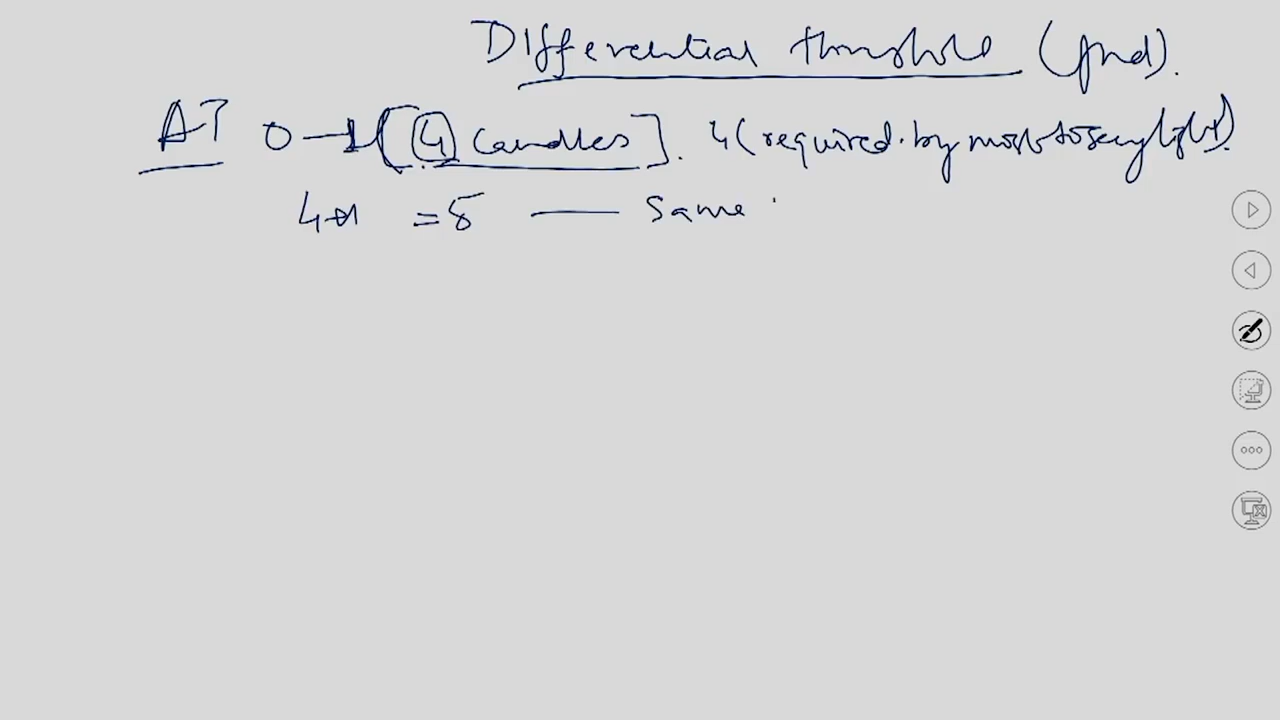 Differential threshold (jnd).
AT 0 — 1 [4 candles]. 4 (required by most to see light).
4+1 = 5 —— Same